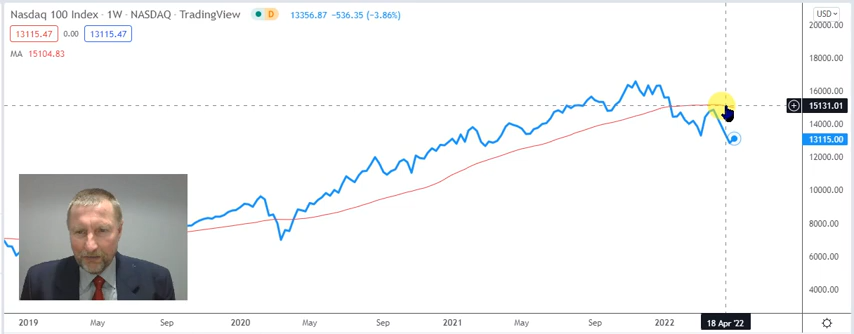 Nasdaq 100 Index · 1W · NASDAQ · TradingView D 13356.87 −536.35 (−3.86%)
13115.47 0.00 13115.47
MA 15104.83
USD
20000.00
18000.00
16000.00
15131.01
14000.00
13115.00
12000.00
10000.00
8000.00
6000.00
4000.00
2019 May Sep 2020 May Sep 2021 May Sep 2022 18 Apr '22